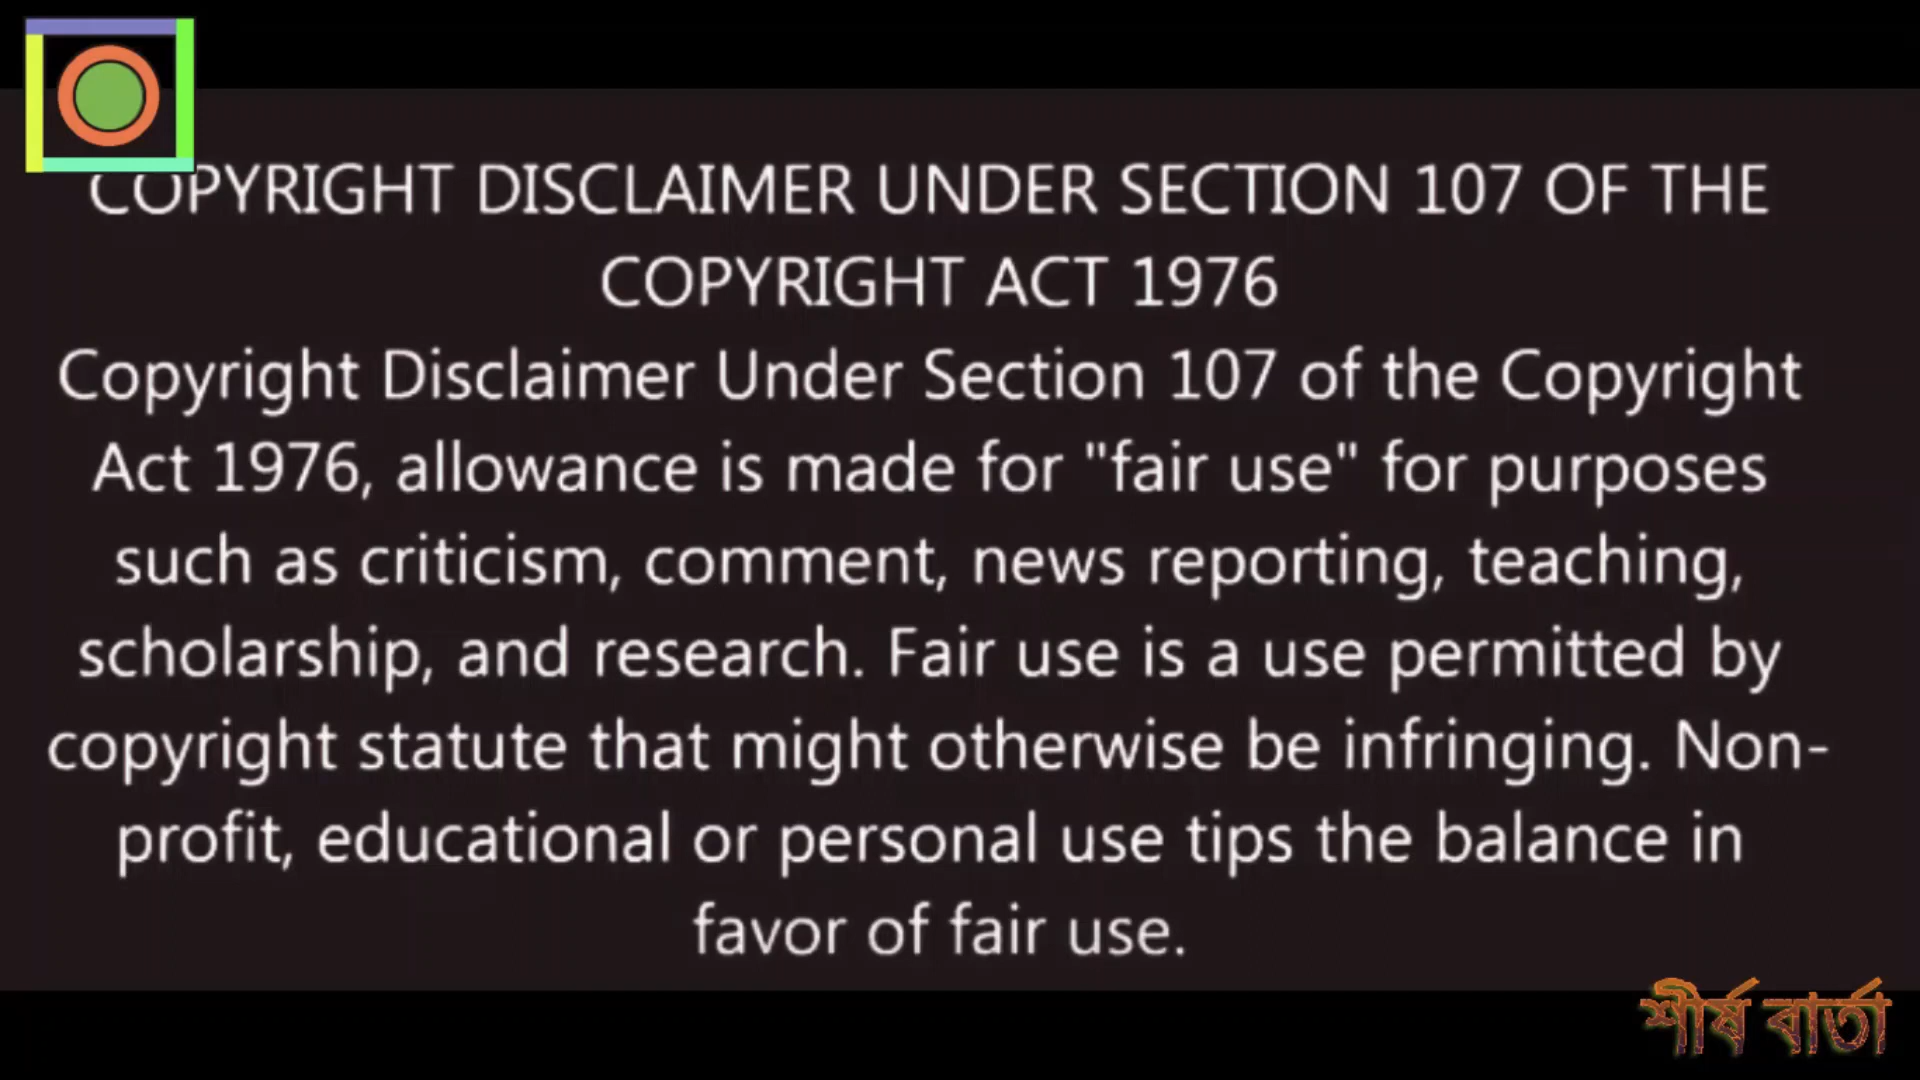 COPYRIGHT DISCLAIMER UNDER SECTION 107 OF THE
COPYRIGHT ACT 1976
Copyright Disclaimer Under Section 107 of the Copyright
Act 1976, allowance is made for "fair use" for purposes
such as criticism, comment, news reporting, teaching,
scholarship, and research. Fair use is a use permitted by
copyright statute that might otherwise be infringing. Non-
profit, educational or personal use tips the balance in
favor of fair use.
শীর্ষ বার্তা